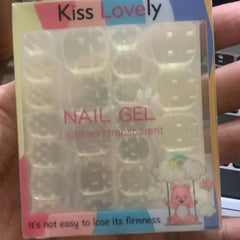 Kiss Lovely
NAIL GEL
Light and transparent
It's not easy to lose its firmness